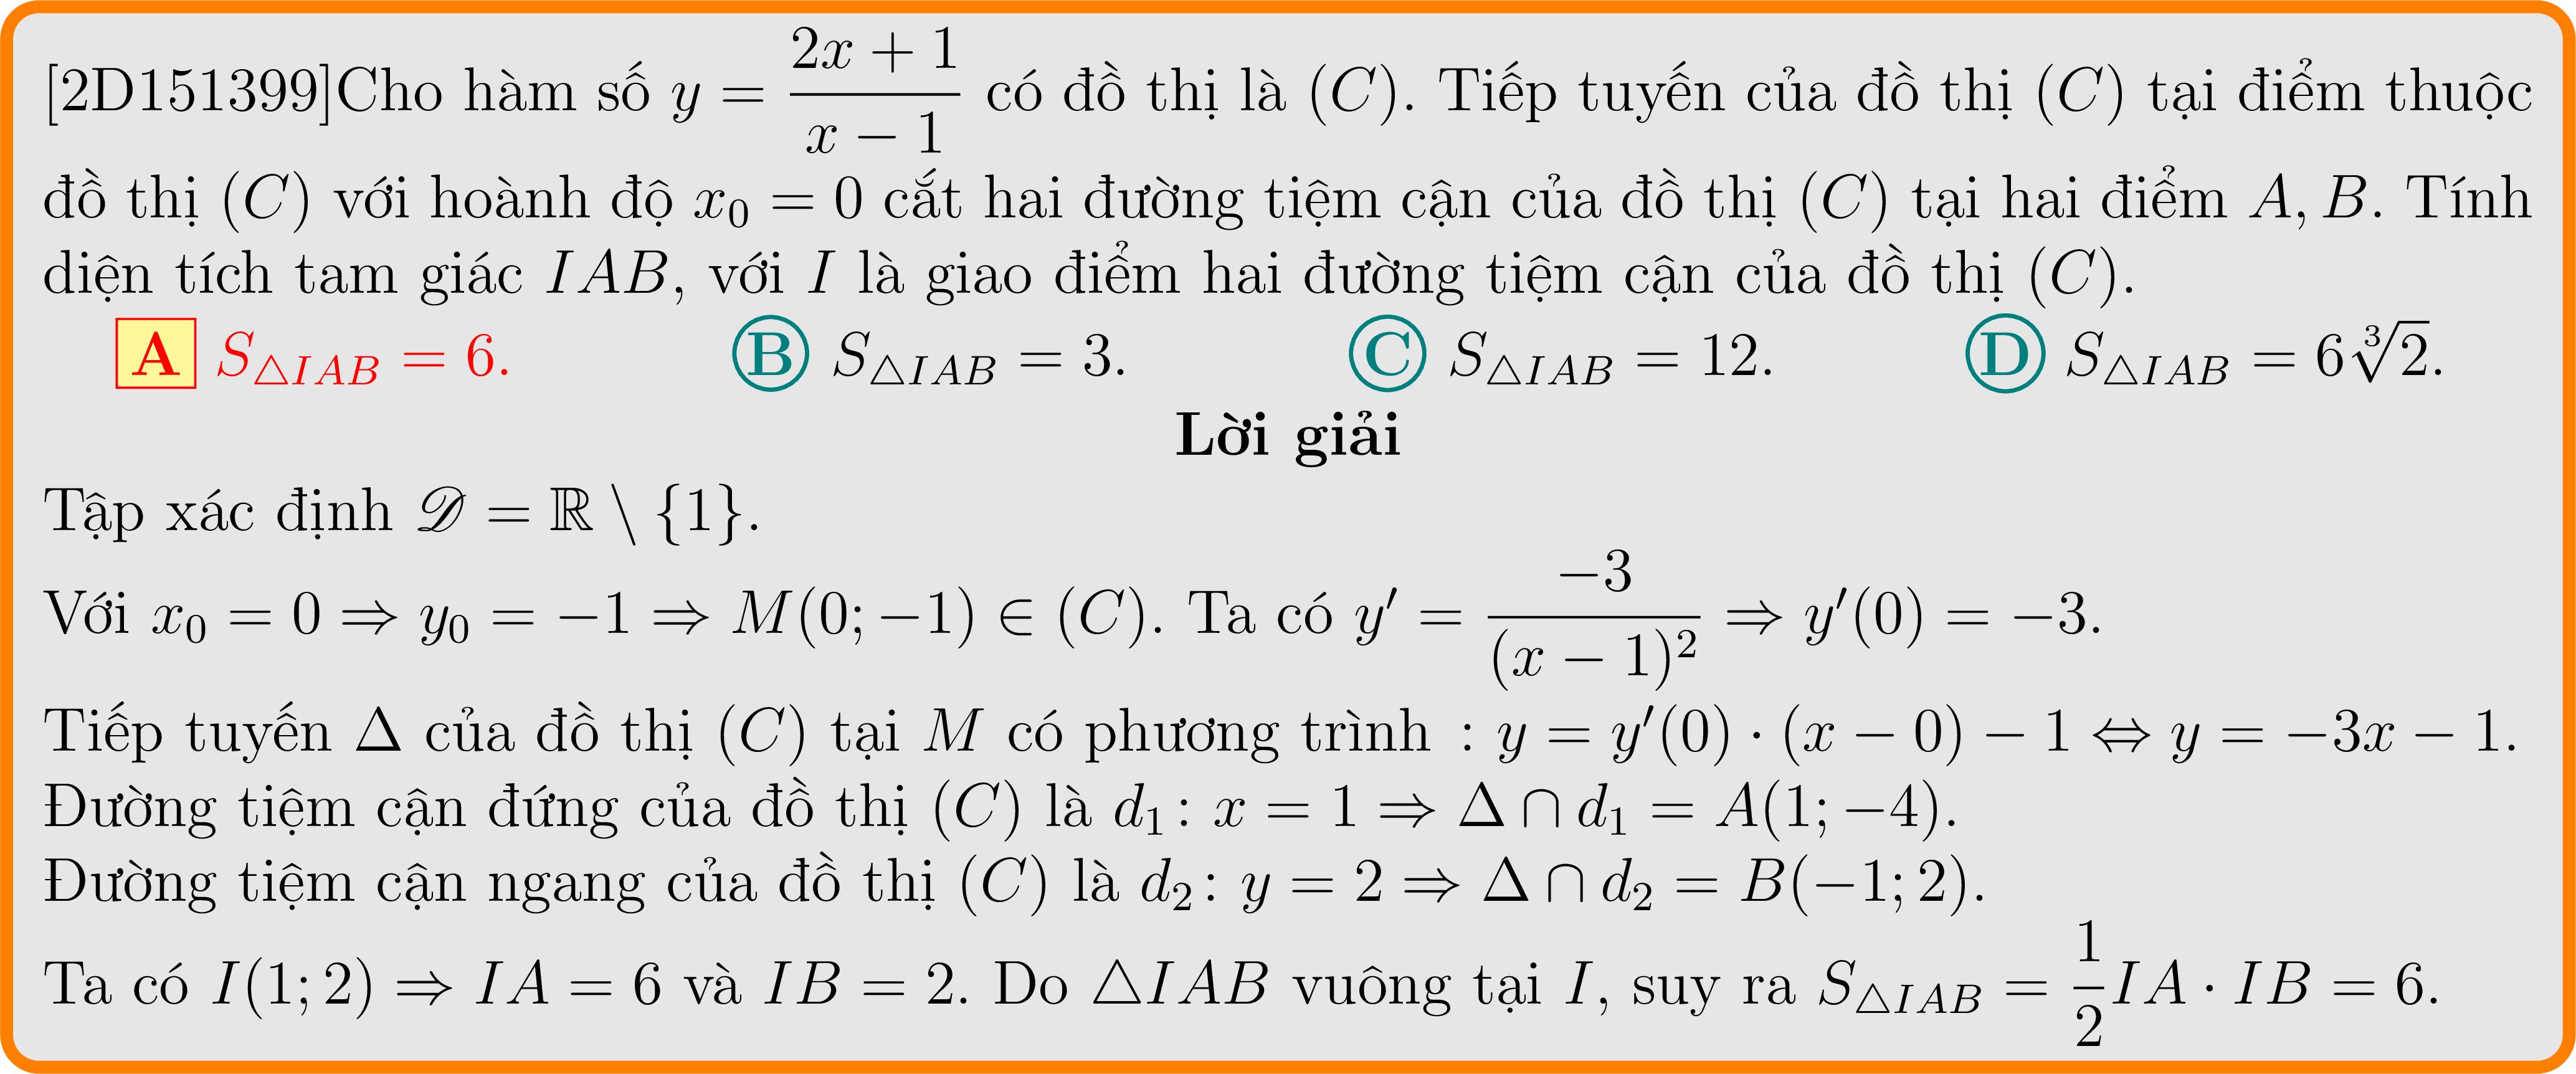 [2D151399]Cho hàm số $y = \dfrac{2x+1}{x-1}$ có đồ thị là $(C)$. Tiếp tuyến của đồ thị $(C)$ tại điểm thuộc
đồ thị $(C)$ với hoành độ $x_0 = 0$ cắt hai đường tiệm cận của đồ thị $(C)$ tại hai điểm $A, B$. Tính
diện tích tam giác $IAB$, với $I$ là giao điểm hai đường tiệm cận của đồ thị $(C)$.
A $S_{\triangle IAB} = 6$. B $S_{\triangle IAB} = 3$. C $S_{\triangle IAB} = 12$. D $S_{\triangle IAB} = 6\sqrt[3]{2}$.
Lời giải
Tập xác định $\mathscr{D} = \mathbb{R} \setminus \{1\}$.
Với $x_0 = 0 \Rightarrow y_0 = -1 \Rightarrow M(0; -1) \in (C)$. Ta có $y' = \dfrac{-3}{(x-1)^2} \Rightarrow y'(0) = -3$.
Tiếp tuyến $\Delta$ của đồ thị $(C)$ tại $M$ có phương trình : $y = y'(0) \cdot (x - 0) - 1 \Leftrightarrow y = -3x - 1$.
Đường tiệm cận đứng của đồ thị $(C)$ là $d_1 \colon x = 1 \Rightarrow \Delta \cap d_1 = A(1; -4)$.
Đường tiệm cận ngang của đồ thị $(C)$ là $d_2 \colon y = 2 \Rightarrow \Delta \cap d_2 = B(-1; 2)$.
Ta có $I(1; 2) \Rightarrow IA = 6$ và $IB = 2$. Do $\triangle IAB$ vuông tại $I$, suy ra $S_{\triangle IAB} = \dfrac{1}{2} IA \cdot IB = 6$.